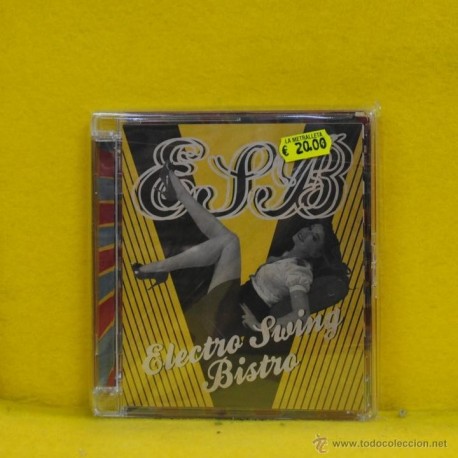 LA METRALLETA
€ 20.00
ESB
Electro Swing
Bistro
© www.todocoleccion.net